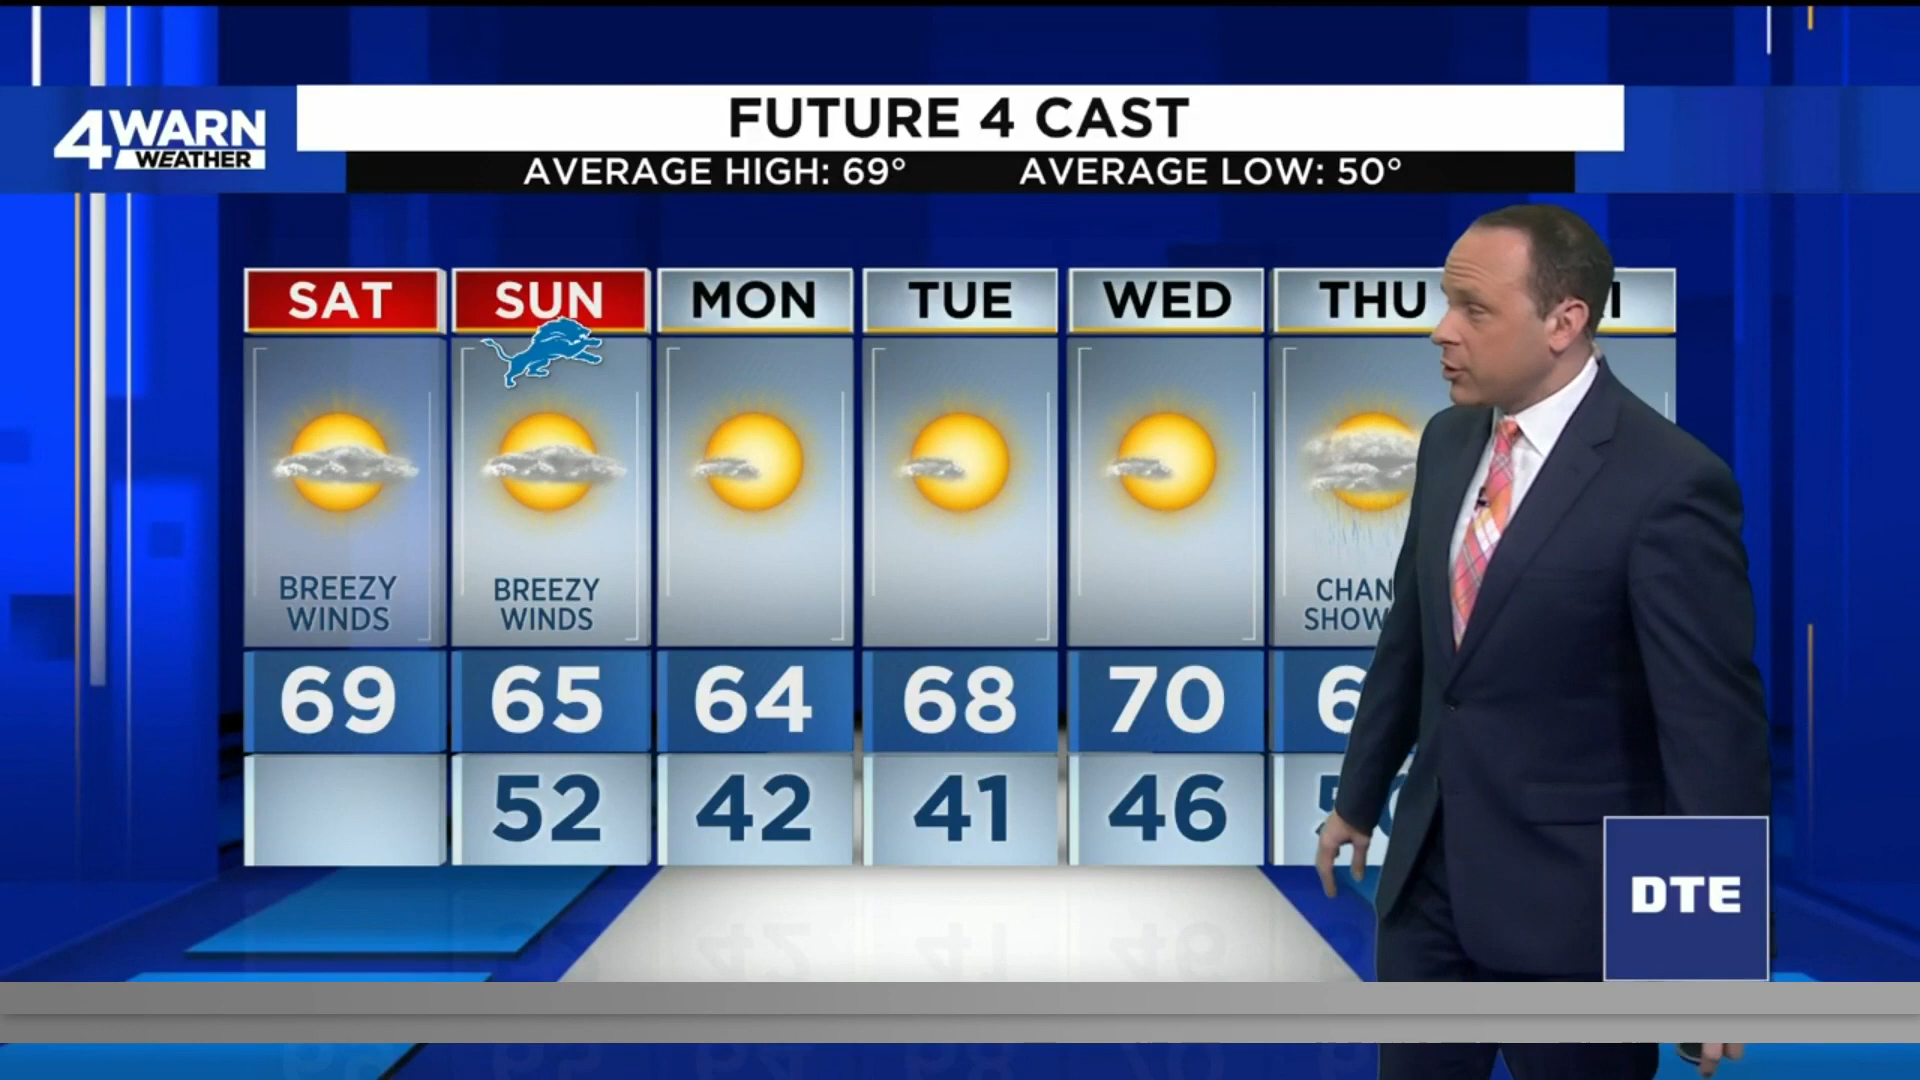 4WARN
WEATHER
FUTURE 4 CAST
AVERAGE HIGH: 69° AVERAGE LOW: 50°
SAT SUN MON TUE WED THU
BREEZY WINDS
BREEZY WINDS
69 65 64 68 70
52 42 41 46
DTE